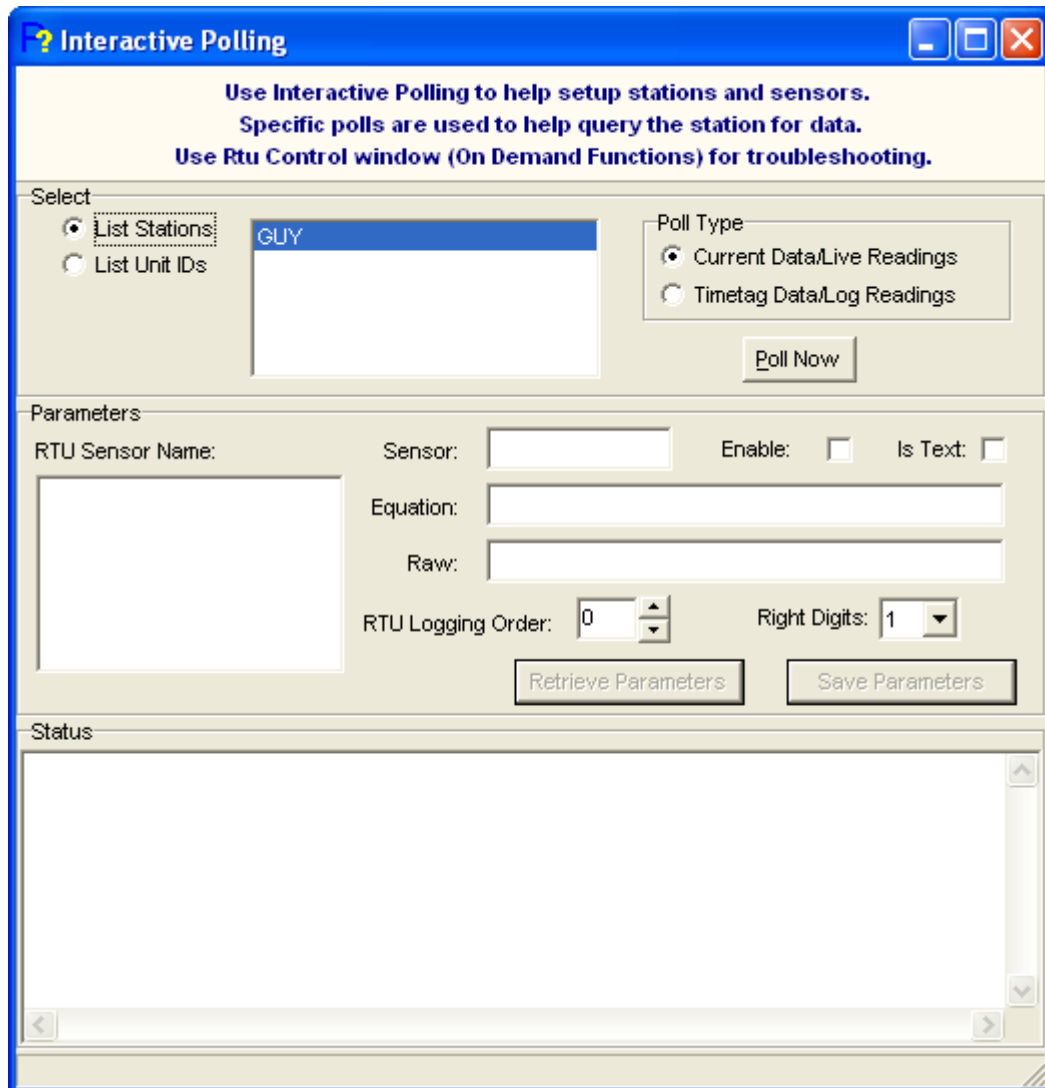 Interactive Polling
Use Interactive Polling to help setup stations and sensors.
Specific polls are used to help query the station for data.
Use Rtu Control window (On Demand Functions) for troubleshooting.
Select
List Stations
List Unit IDs
GUY
Poll Type
Current Data/Live Readings
Timetag Data/Log Readings
Poll Now
Parameters
RTU Sensor Name:
Sensor:
Enable:
Is Text:
Equation:
Raw:
RTU Logging Order: 0
Right Digits: 1
Retrieve Parameters
Save Parameters
Status